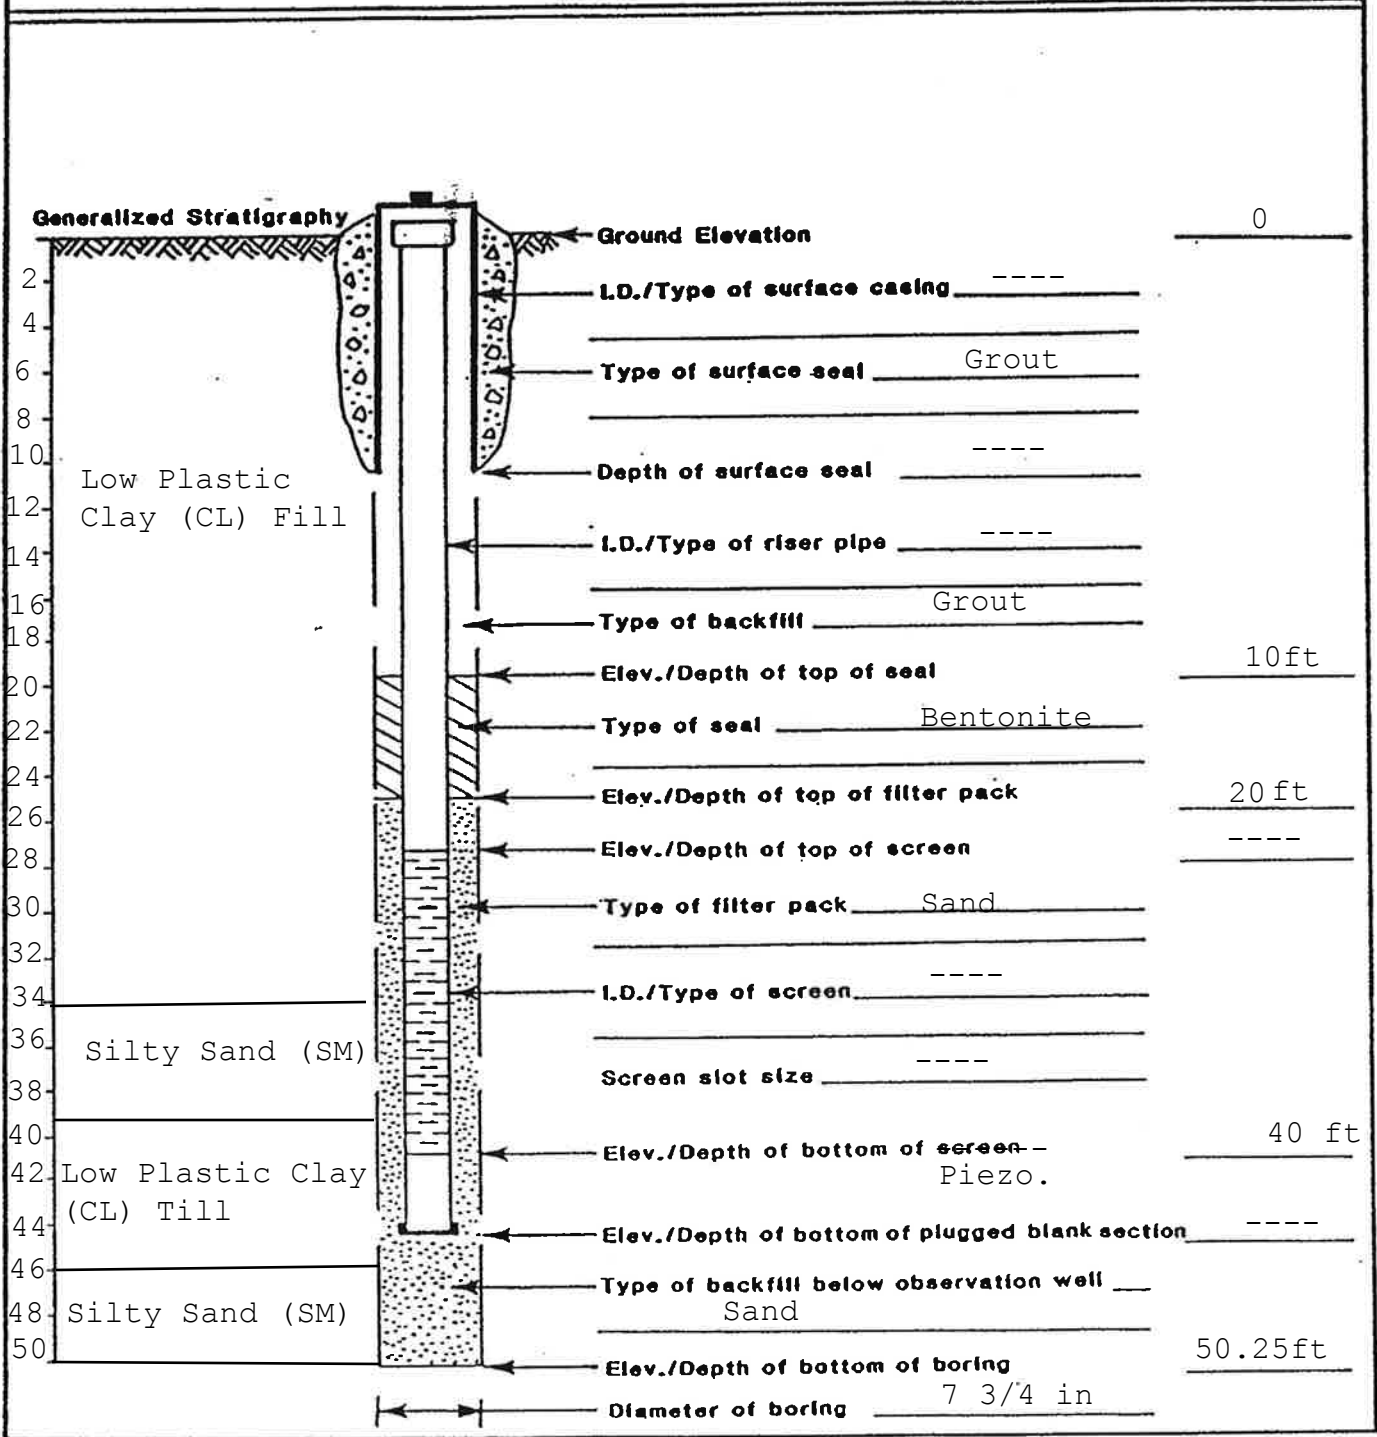 Generalized Stratigraphy
Ground Elevation 0
2
I.D./Type of surface casing ----
4
6
Type of surface seal Grout
8
10
Depth of surface seal ----
Low Plastic
Clay (CL) Fill
12
14
I.D./Type of riser pipe ----
16
Type of backfill Grout
18
Elev./Depth of top of seal 10ft
20
22
Type of seal Bentonite
24
Elev./Depth of top of filter pack 20ft
26
28
Elev./Depth of top of screen ----
30
Type of filter pack Sand
32
34
I.D./Type of screen ----
36
Silty Sand (SM)
38
Screen slot size ----
40
Elev./Depth of bottom of screen 40 ft
Piezo.
42
Low Plastic Clay
(CL) Till
44
Elev./Depth of bottom of plugged blank section ----
46
Type of backfill below observation well
Sand
48
Silty Sand (SM)
50
Elev./Depth of bottom of boring 50.25ft
Diameter of boring 7 3/4 in